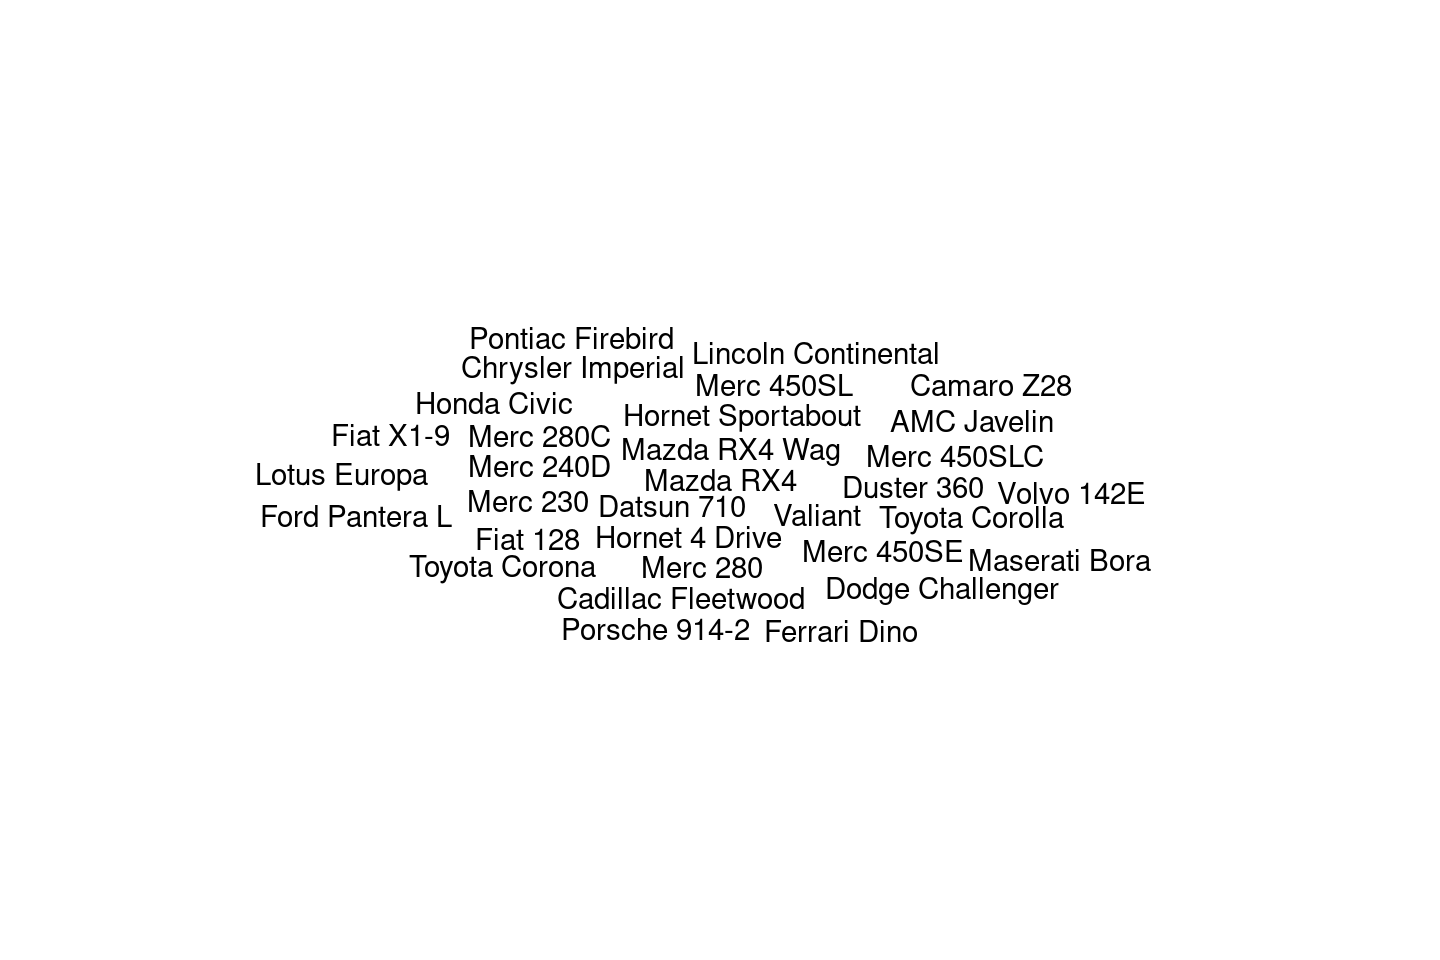 Pontiac Firebird
Lincoln Continental
Chrysler Imperial
Merc 450SL
Camaro Z28
Honda Civic
Hornet Sportabout
AMC Javelin
Fiat X1-9
Merc 280C
Mazda RX4 Wag
Merc 450SLC
Lotus Europa
Merc 240D
Mazda RX4
Duster 360
Volvo 142E
Merc 230
Datsun 710
Ford Pantera L
Valiant
Toyota Corolla
Fiat 128
Hornet 4 Drive
Merc 450SE
Maserati Bora
Toyota Corona
Merc 280
Dodge Challenger
Cadillac Fleetwood
Porsche 914-2
Ferrari Dino